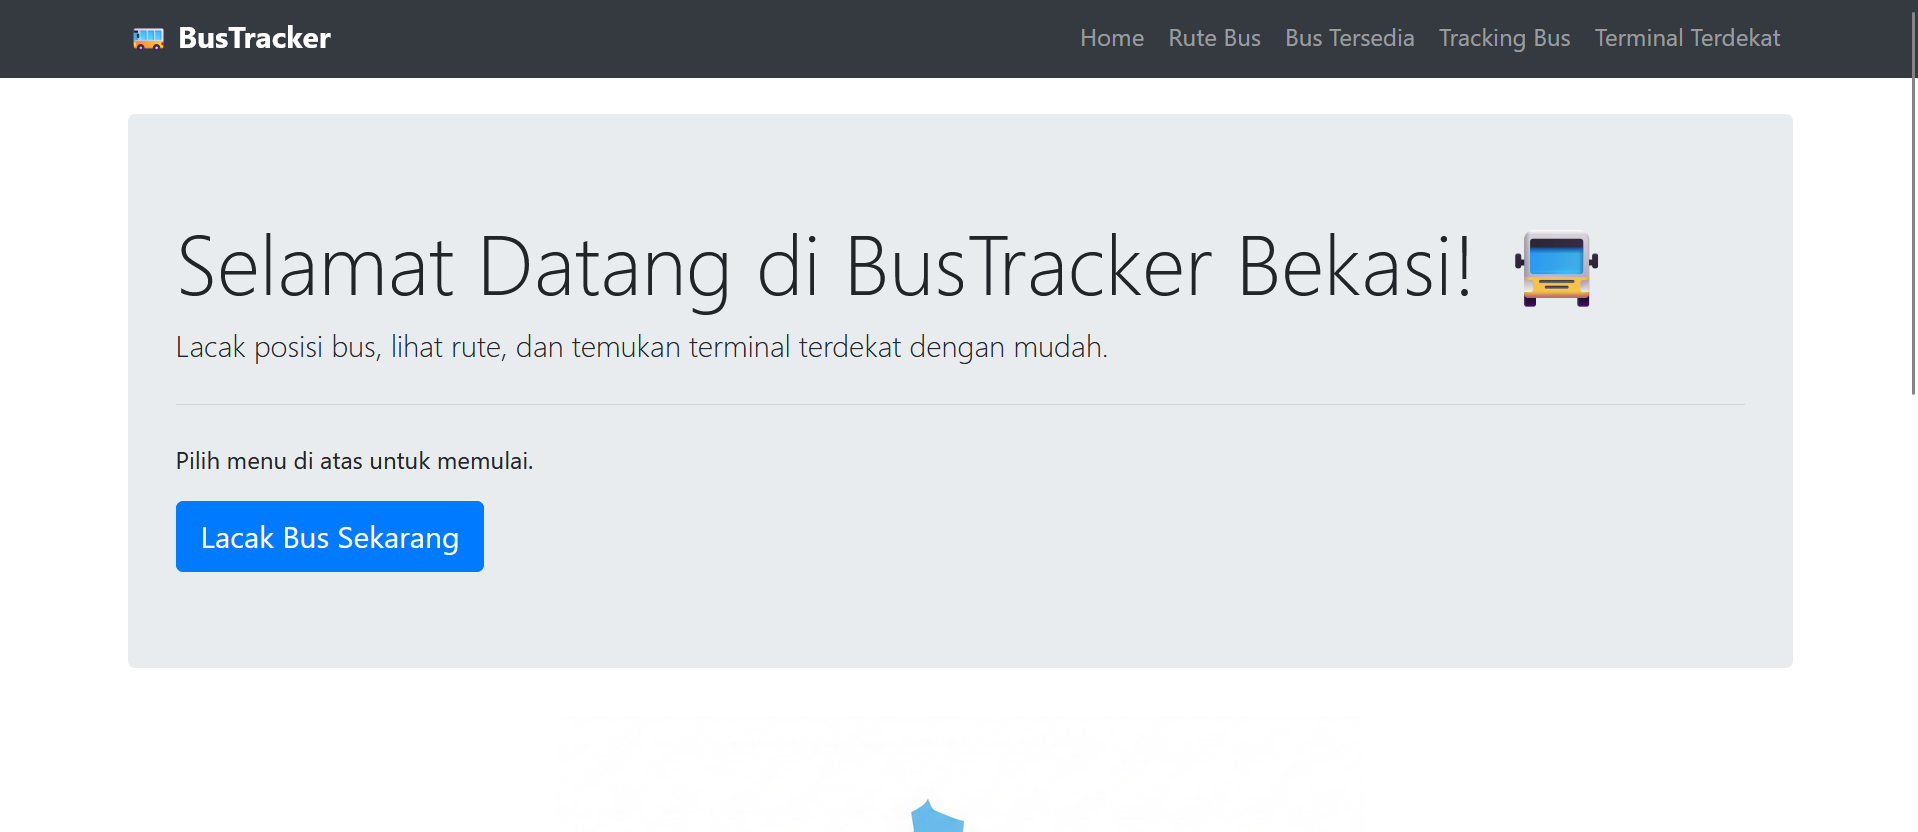 BusTracker
Home Rute Bus Bus Tersedia Tracking Bus Terminal Terdekat
Selamat Datang di BusTracker Bekasi!
Lacak posisi bus, lihat rute, dan temukan terminal terdekat dengan mudah.
Pilih menu di atas untuk memulai.
Lacak Bus Sekarang